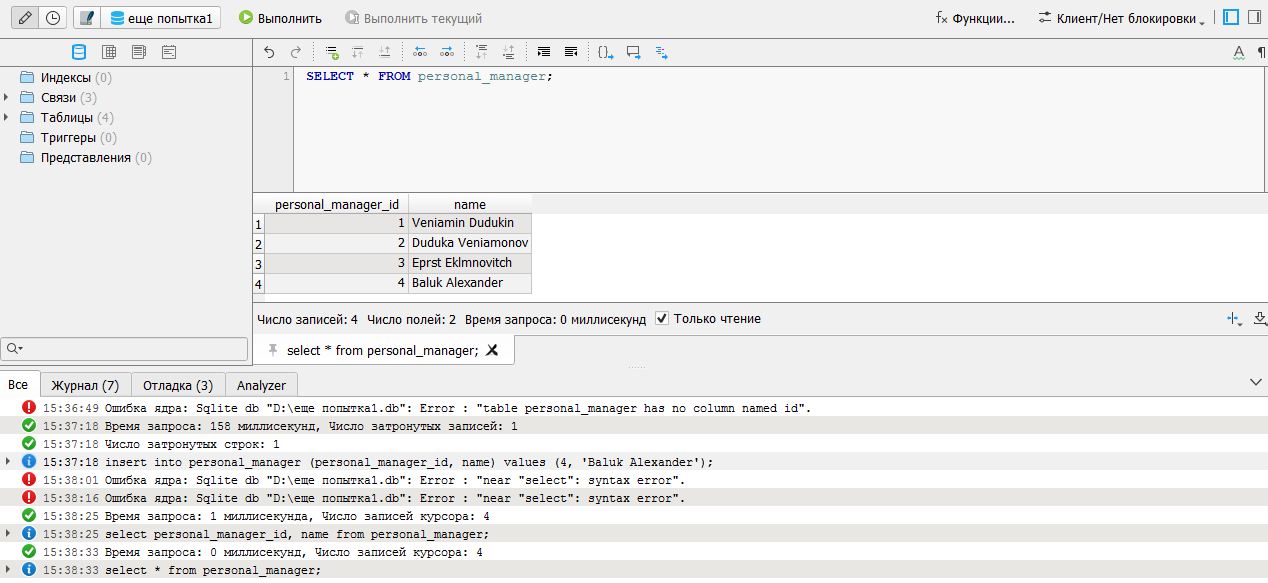 еще попытка1 Выполнить Выполнить текущий Функции... Клиент/Нет блокировки
Индексы (0)
Связи (3)
Таблицы (4)
Триггеры (0)
Представления (0)
1 SELECT * FROM personal_manager;
personal_manager_id name
1 1 Veniamin Dudukin
2 2 Duduka Veniamonov
3 3 Eprst Eklmnovitch
4 4 Baluk Alexander
Число записей: 4 Число полей: 2 Время запроса: 0 миллисекунд Только чтение
select * from personal_manager;
Все Журнал (7) Отладка (3) Analyzer
15:36:49 Ошибка ядра: Sqlite db "D:\еще попытка1.db": Error : "table personal_manager has no column named id".
15:37:18 Время запроса: 158 миллисекунд, Число затронутых записей: 1
15:37:18 Число затронутых строк: 1
15:37:18 insert into personal_manager (personal_manager_id, name) values (4, 'Baluk Alexander');
15:38:01 Ошибка ядра: Sqlite db "D:\еще попытка1.db": Error : "near "select": syntax error".
15:38:16 Ошибка ядра: Sqlite db "D:\еще попытка1.db": Error : "near "select": syntax error".
15:38:25 Время запроса: 1 миллисекунда, Число записей курсора: 4
15:38:25 select personal_manager_id, name from personal_manager;
15:38:33 Время запроса: 0 миллисекунд, Число записей курсора: 4
15:38:33 select * from personal_manager;